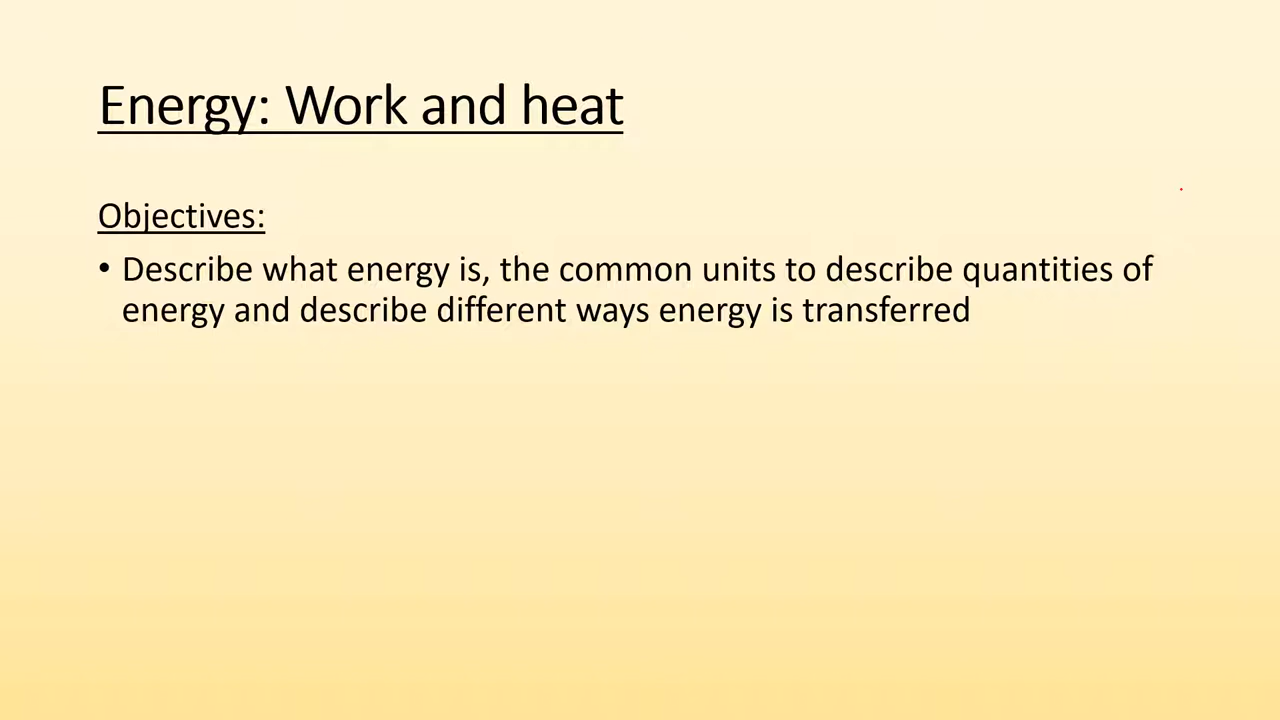 Energy: Work and heat
Objectives:
• Describe what energy is, the common units to describe quantities of
energy and describe different ways energy is transferred